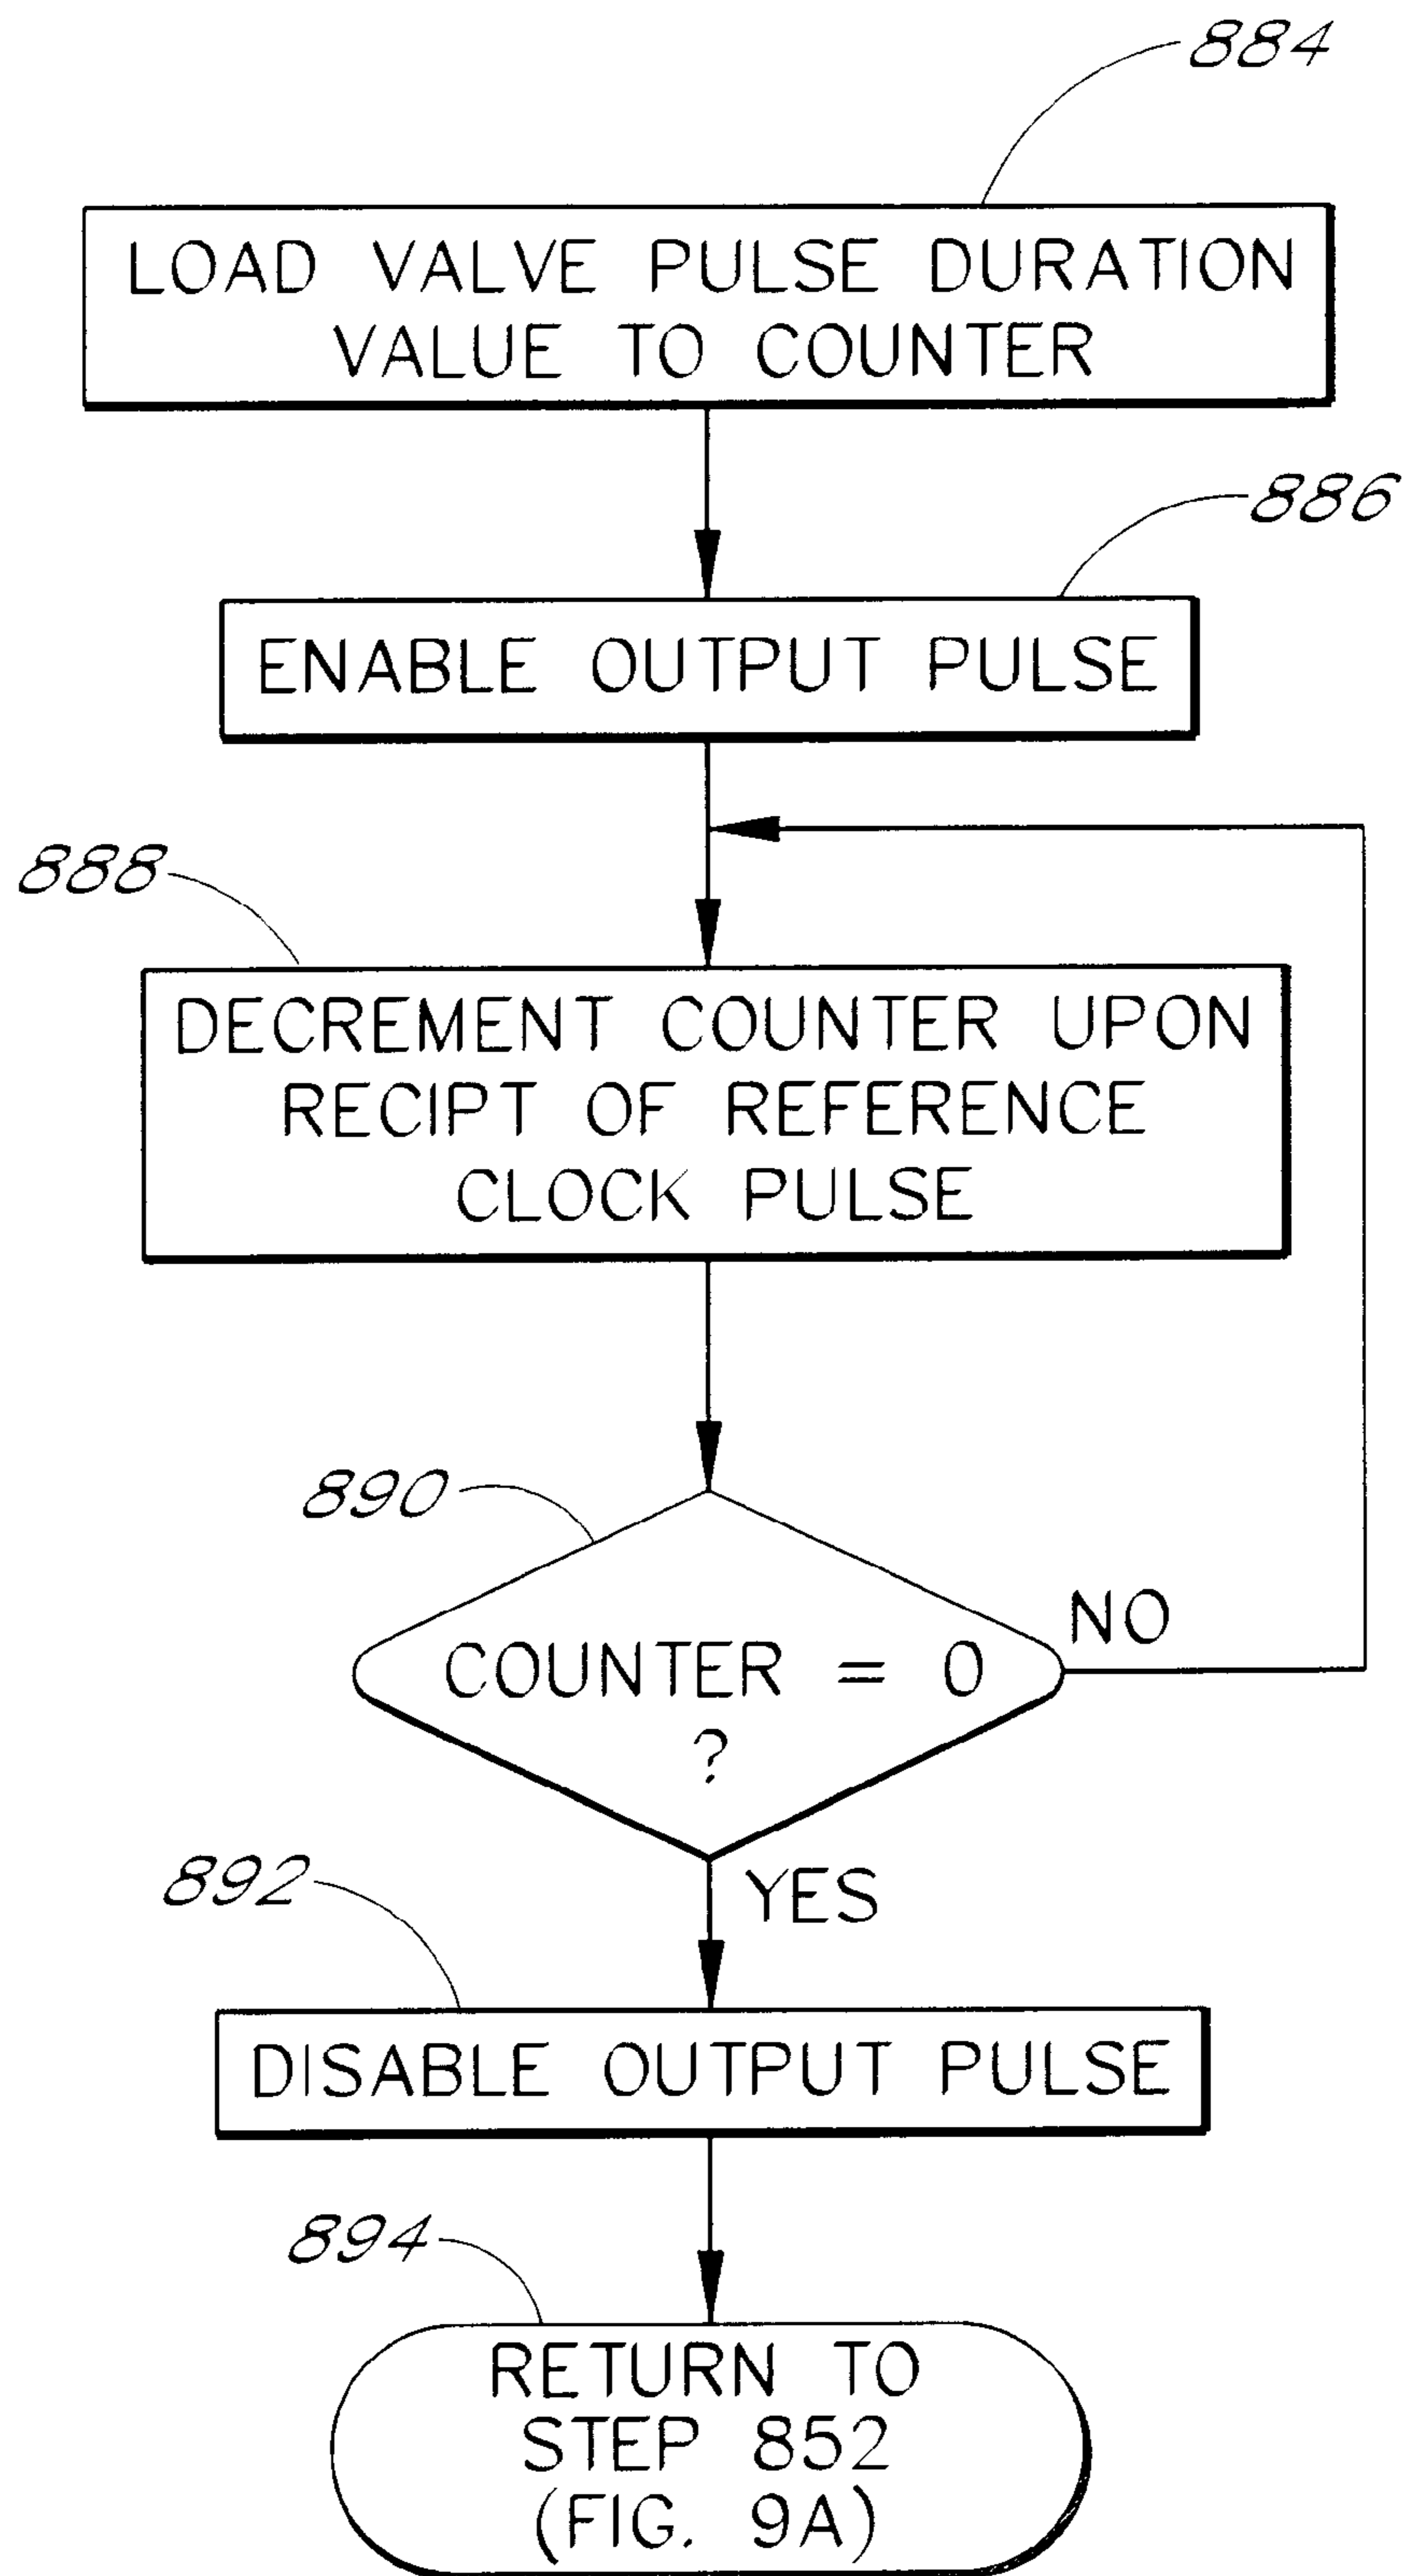 884
LOAD VALVE PULSE DURATION
VALUE TO COUNTER
886
ENABLE OUTPUT PULSE
888
DECREMENT COUNTER UPON
RECIPT OF REFERENCE
CLOCK PULSE
890
NO
COUNTER = 0
?
892
YES
DISABLE OUTPUT PULSE
894
RETURN TO
STEP 852
(FIG. 9A)